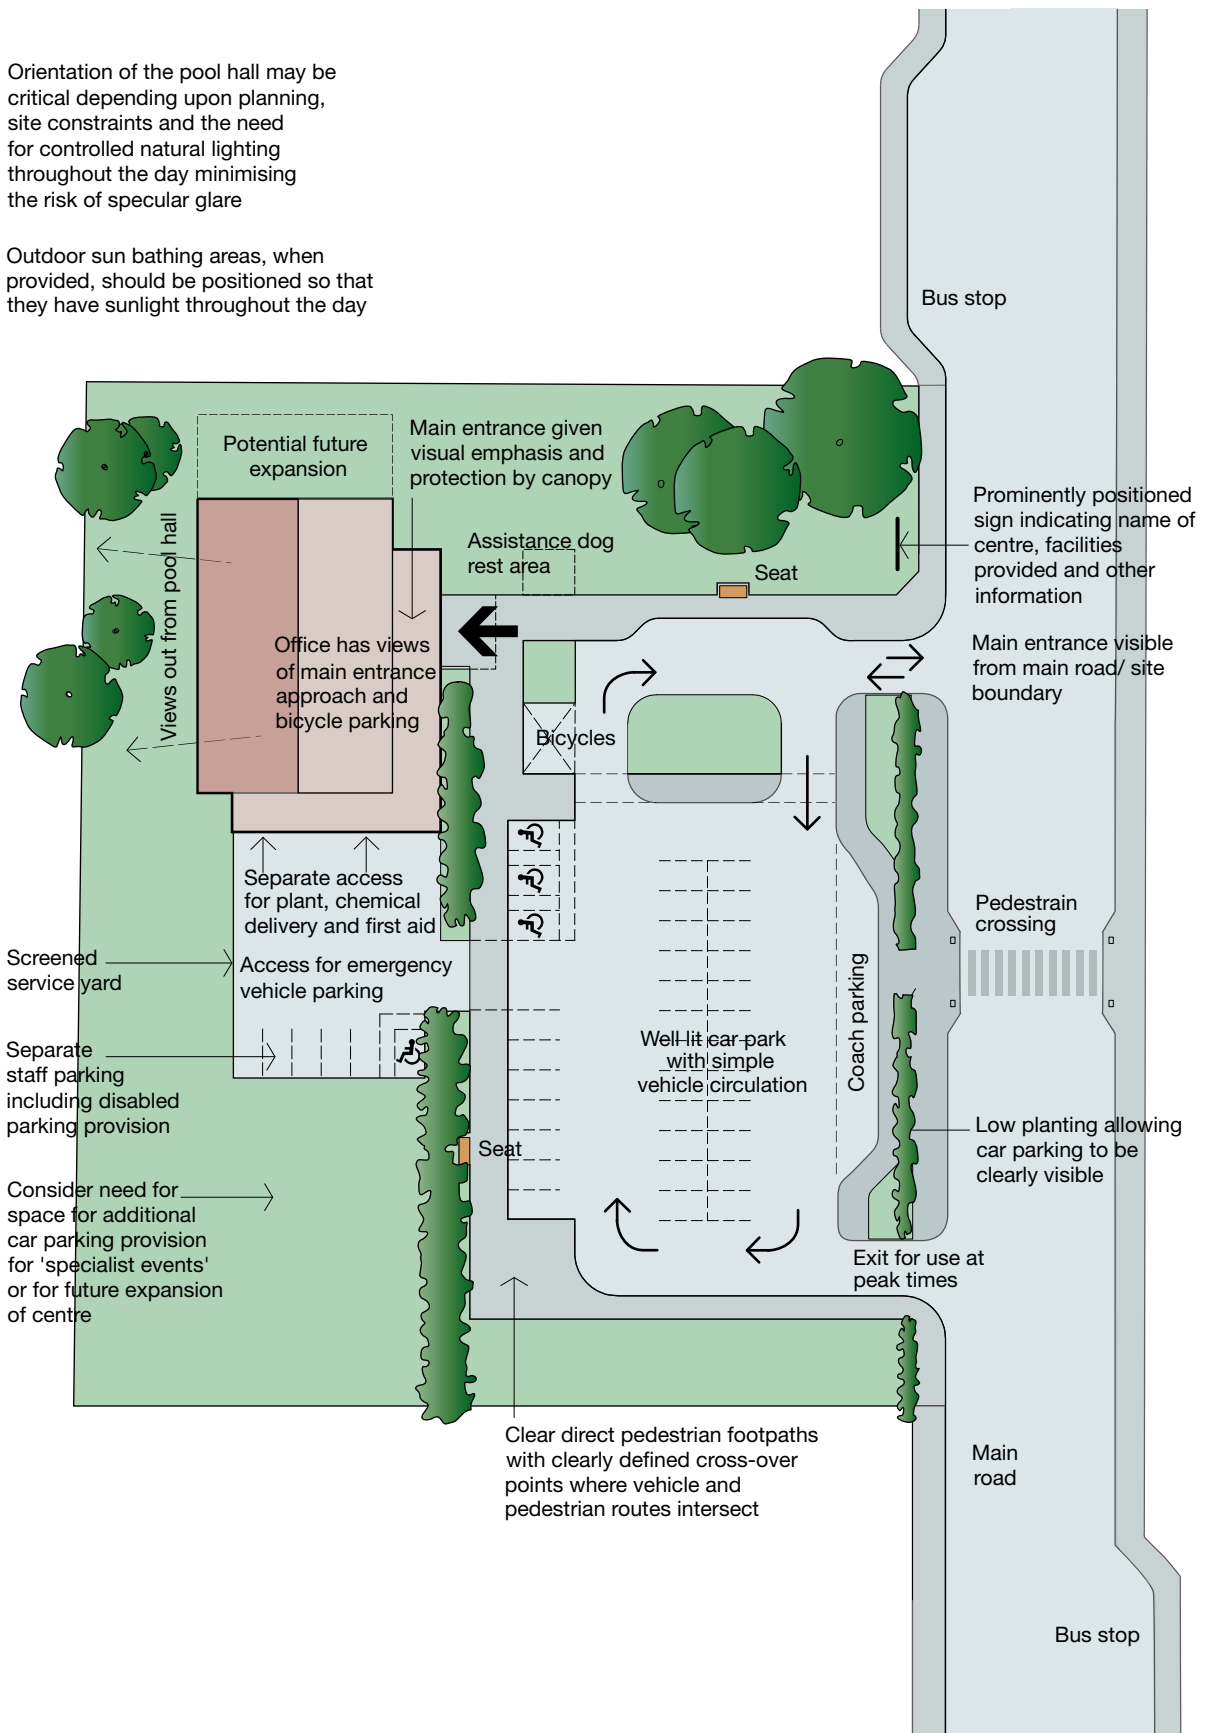 Orientation of the pool hall may be
critical depending upon planning,
site constraints and the need
for controlled natural lighting
throughout the day minimising
the risk of specular glare
Outdoor sun bathing areas, when
provided, should be positioned so that
they have sunlight throughout the day
Bus stop
Potential future
expansion
Main entrance given
visual emphasis and
protection by canopy
Assistance dog
rest area
Seat
Prominently positioned
sign indicating name of
centre, facilities
provided and other
information
Views out from pool hall
Office has views
of main entrance
approach and
bicycle parking
Main entrance visible
from main road/ site
boundary
Bicycles
Separate access
for plant, chemical
delivery and first aid
Pedestrain
crossing
Screened
service yard
Access for emergency
vehicle parking
Coach parking
Separate
staff parking
including disabled
parking provision
Well lit car park
with simple
vehicle circulation
Seat
Low planting allowing
car parking to be
clearly visible
Consider need for
space for additional
car parking provision
for 'specialist events'
or for future expansion
of centre
Exit for use at
peak times
Clear direct pedestrian footpaths
with clearly defined cross-over
points where vehicle and
pedestrian routes intersect
Main
road
Bus stop